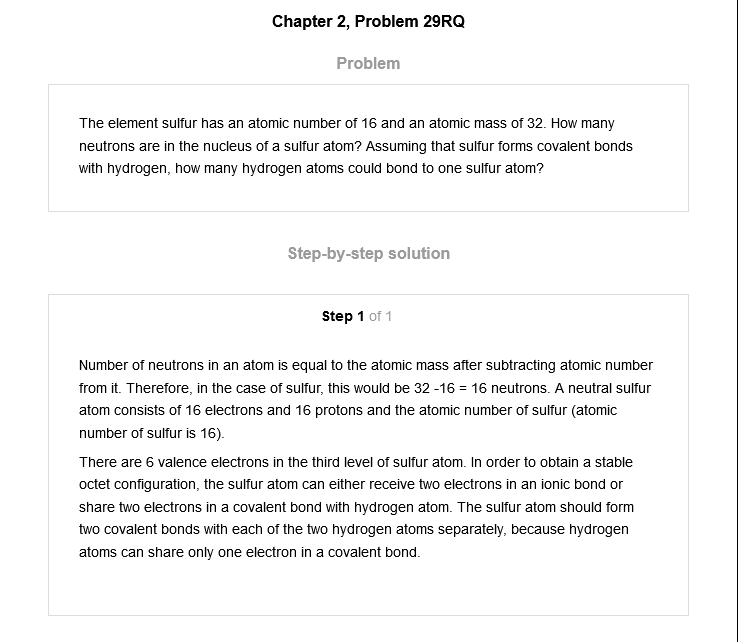 Chapter 2, Problem 29RQ
Problem
The element sulfur has an atomic number of 16 and an atomic mass of 32. How many
neutrons are in the nucleus of a sulfur atom? Assuming that sulfur forms covalent bonds
with hydrogen, how many hydrogen atoms could bond to one sulfur atom?
Step-by-step solution
Step 1 of 1
Number of neutrons in an atom is equal to the atomic mass after subtracting atomic number
from it. Therefore, in the case of sulfur, this would be 32 -16 = 16 neutrons. A neutral sulfur
atom consists of 16 electrons and 16 protons and the atomic number of sulfur (atomic
number of sulfur is 16).
There are 6 valence electrons in the third level of sulfur atom. In order to obtain a stable
octet configuration, the sulfur atom can either receive two electrons in an ionic bond or
share two electrons in a covalent bond with hydrogen atom. The sulfur atom should form
two covalent bonds with each of the two hydrogen atoms separately, because hydrogen
atoms can share only one electron in a covalent bond.